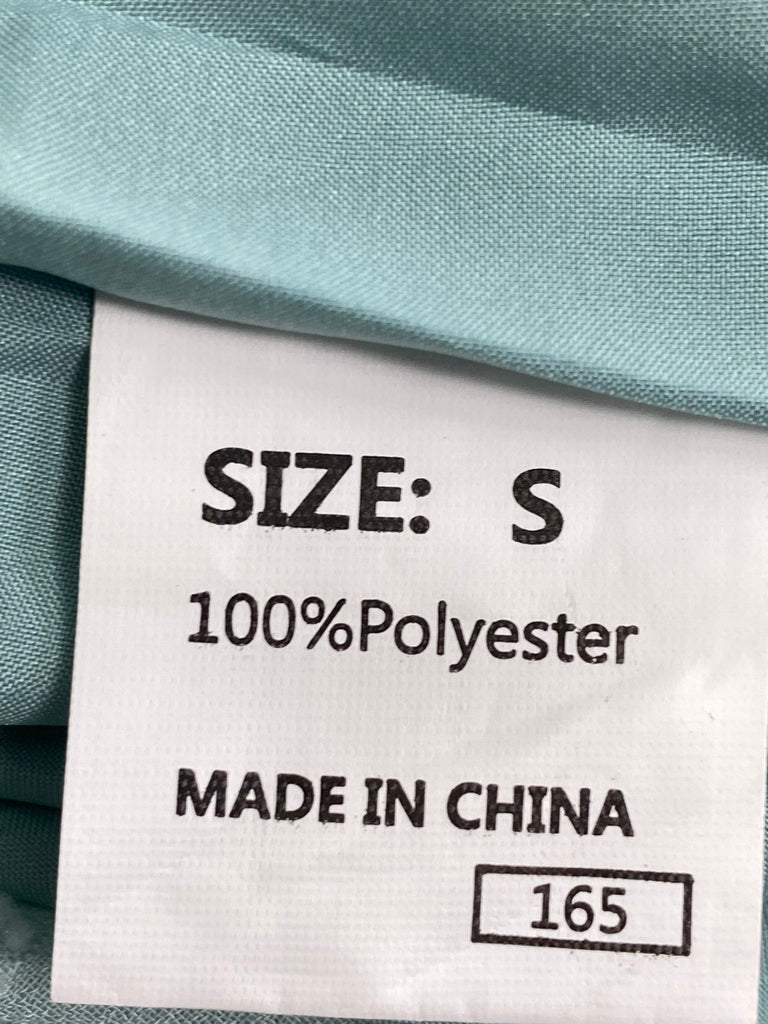 SIZE: S
100%Polyester
MADE IN CHINA
165